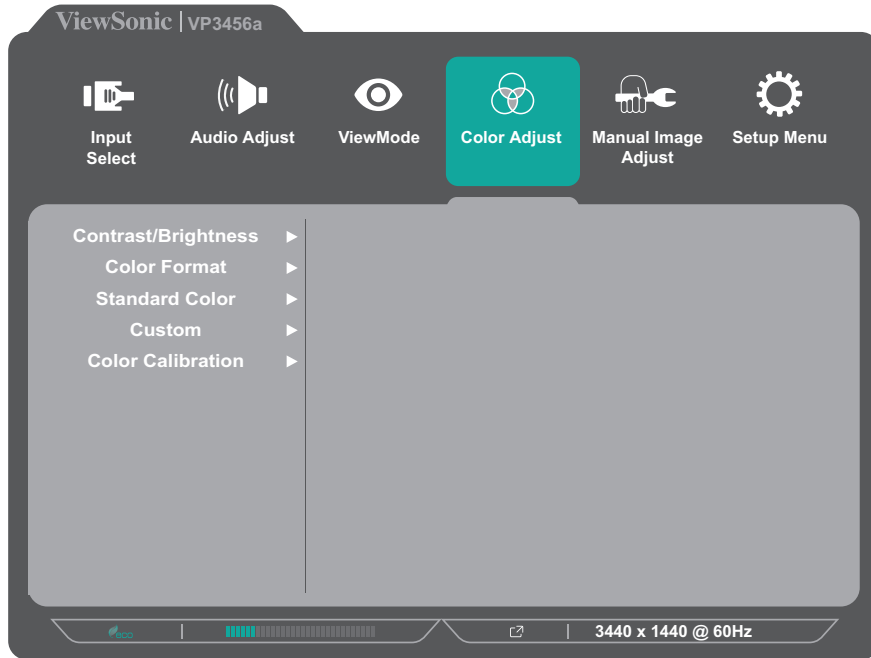 ViewSonic | VP3456a
Input
Select
Audio Adjust
ViewMode
Color Adjust
Manual Image
Adjust
Setup Menu
Contrast/Brightness
Color Format
Standard Color
Custom
Color Calibration
eco
3440 x 1440 @ 60Hz